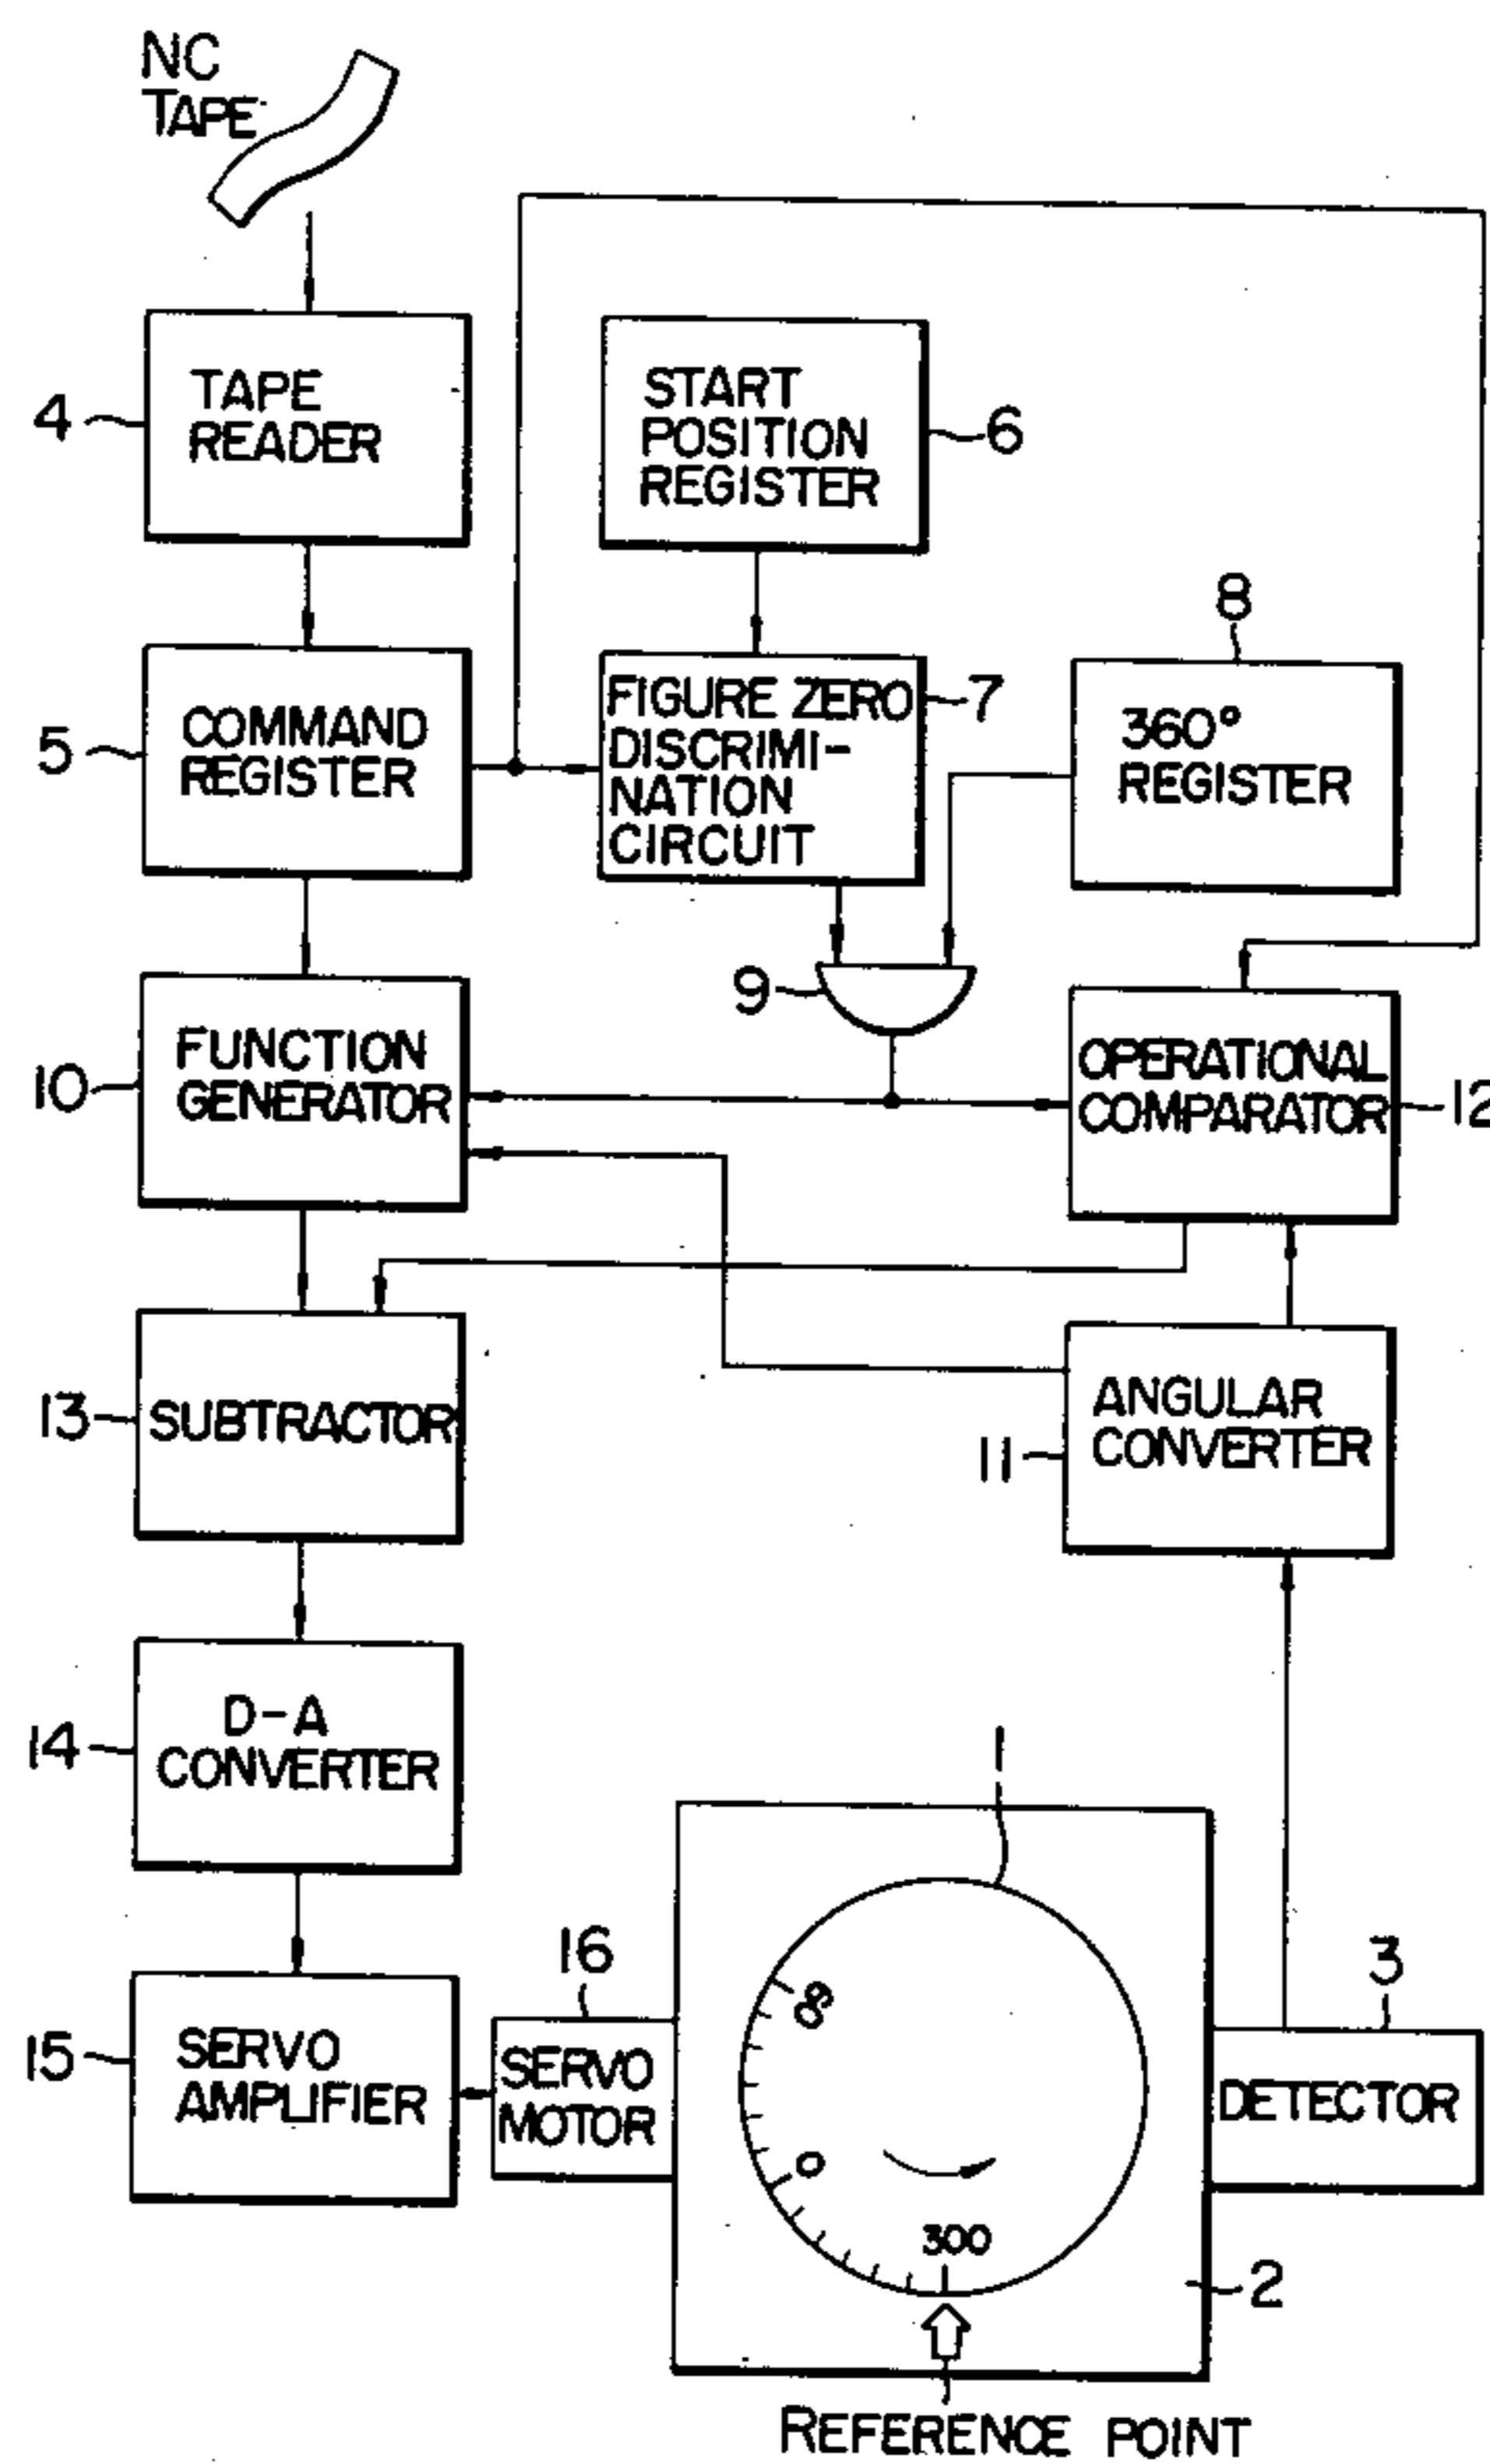 NC
TAPE
4
TAPE
READER
START
POSITION
REGISTER
6
8
5
COMMAND
REGISTER
FIGURE ZERO
DISCRIMI-
NATION
CIRCUIT
7
360°
REGISTER
9
10
FUNCTION
GENERATOR
OPERATIONAL
COMPARATOR
12
13
SUBTRACTOR
11
ANGULAR
CONVERTER
14
D-A
CONVERTER
1
15
SERVO
AMPLIFIER
16
SERVO
MOTOR
3
DETECTOR
0
300
2
REFERENCE POINT